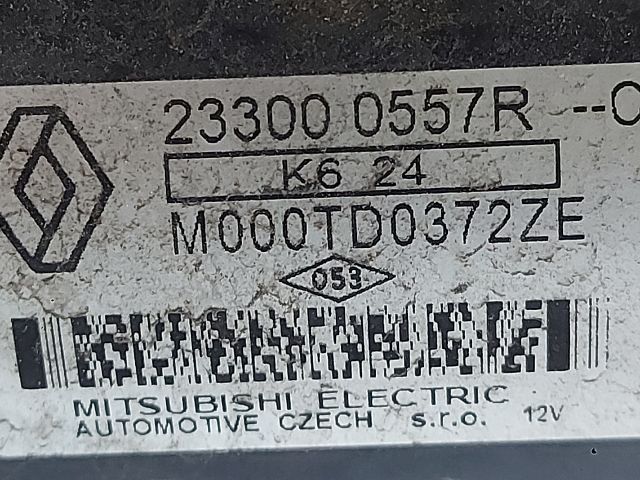 23300 0557R --C
K6 24
M000TD0372ZE
053
MITSUBISHI ELECTRIC
AUTOMOTIVE CZECH s.r.o. 12V